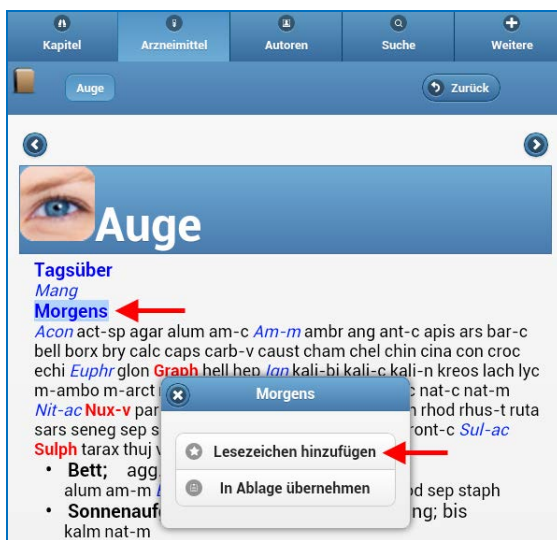 Kapitel Arzneimittel Autoren Suche Weitere
Auge Zurück
Auge
Tagsüber
Mang
Morgens
Acon act-sp agar alum am-c Am-m ambr ang ant-c apis ars bar-c
bell borx bry calc caps carb-v caust cham chel chin cina con croc
echi Euphr glon Graph hell hep Ign kali-bi kali-c kali-n kreos lach lyc
m-ambo m-arct c nat-c nat-m
Nit-ac Nux-v par rhod rhus-t ruta
sars seneg sep s ront-c Sul-ac
Sulph tarax thuj v
Morgens
Lesezeichen hinzufügen
In Ablage übernehmen
• Bett; agg.
alum am-m od sep staph
• Sonnenauf ng; bis
kalm nat-m